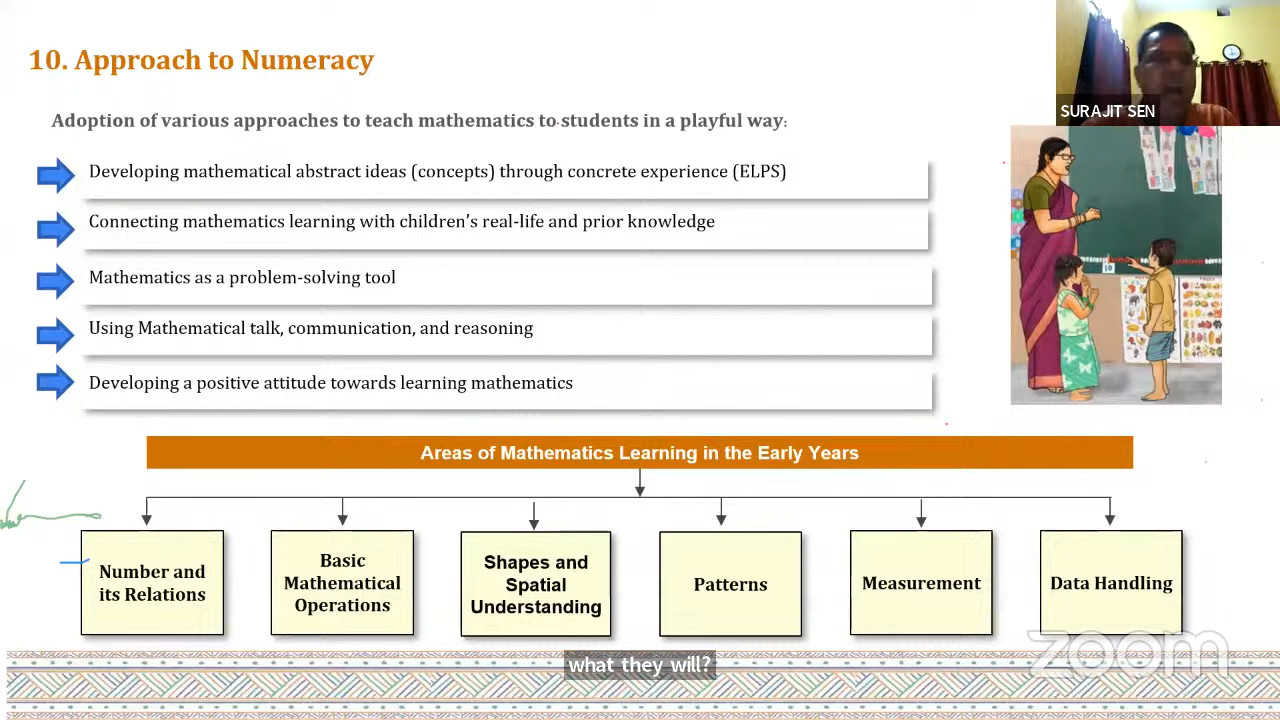 10. Approach to Numeracy
SURAJIT SEN
Adoption of various approaches to teach mathematics to students in a playful way:
Developing mathematical abstract ideas (concepts) through concrete experience (ELPS)
Connecting mathematics learning with children’s real-life and prior knowledge
Mathematics as a problem-solving tool
Using Mathematical talk, communication, and reasoning
Developing a positive attitude towards learning mathematics
10
Areas of Mathematics Learning in the Early Years
Number and
its Relations
Basic
Mathematical
Operations
Shapes and
Spatial
Understanding
Patterns
Measurement
Data Handling
zoom
what they will?